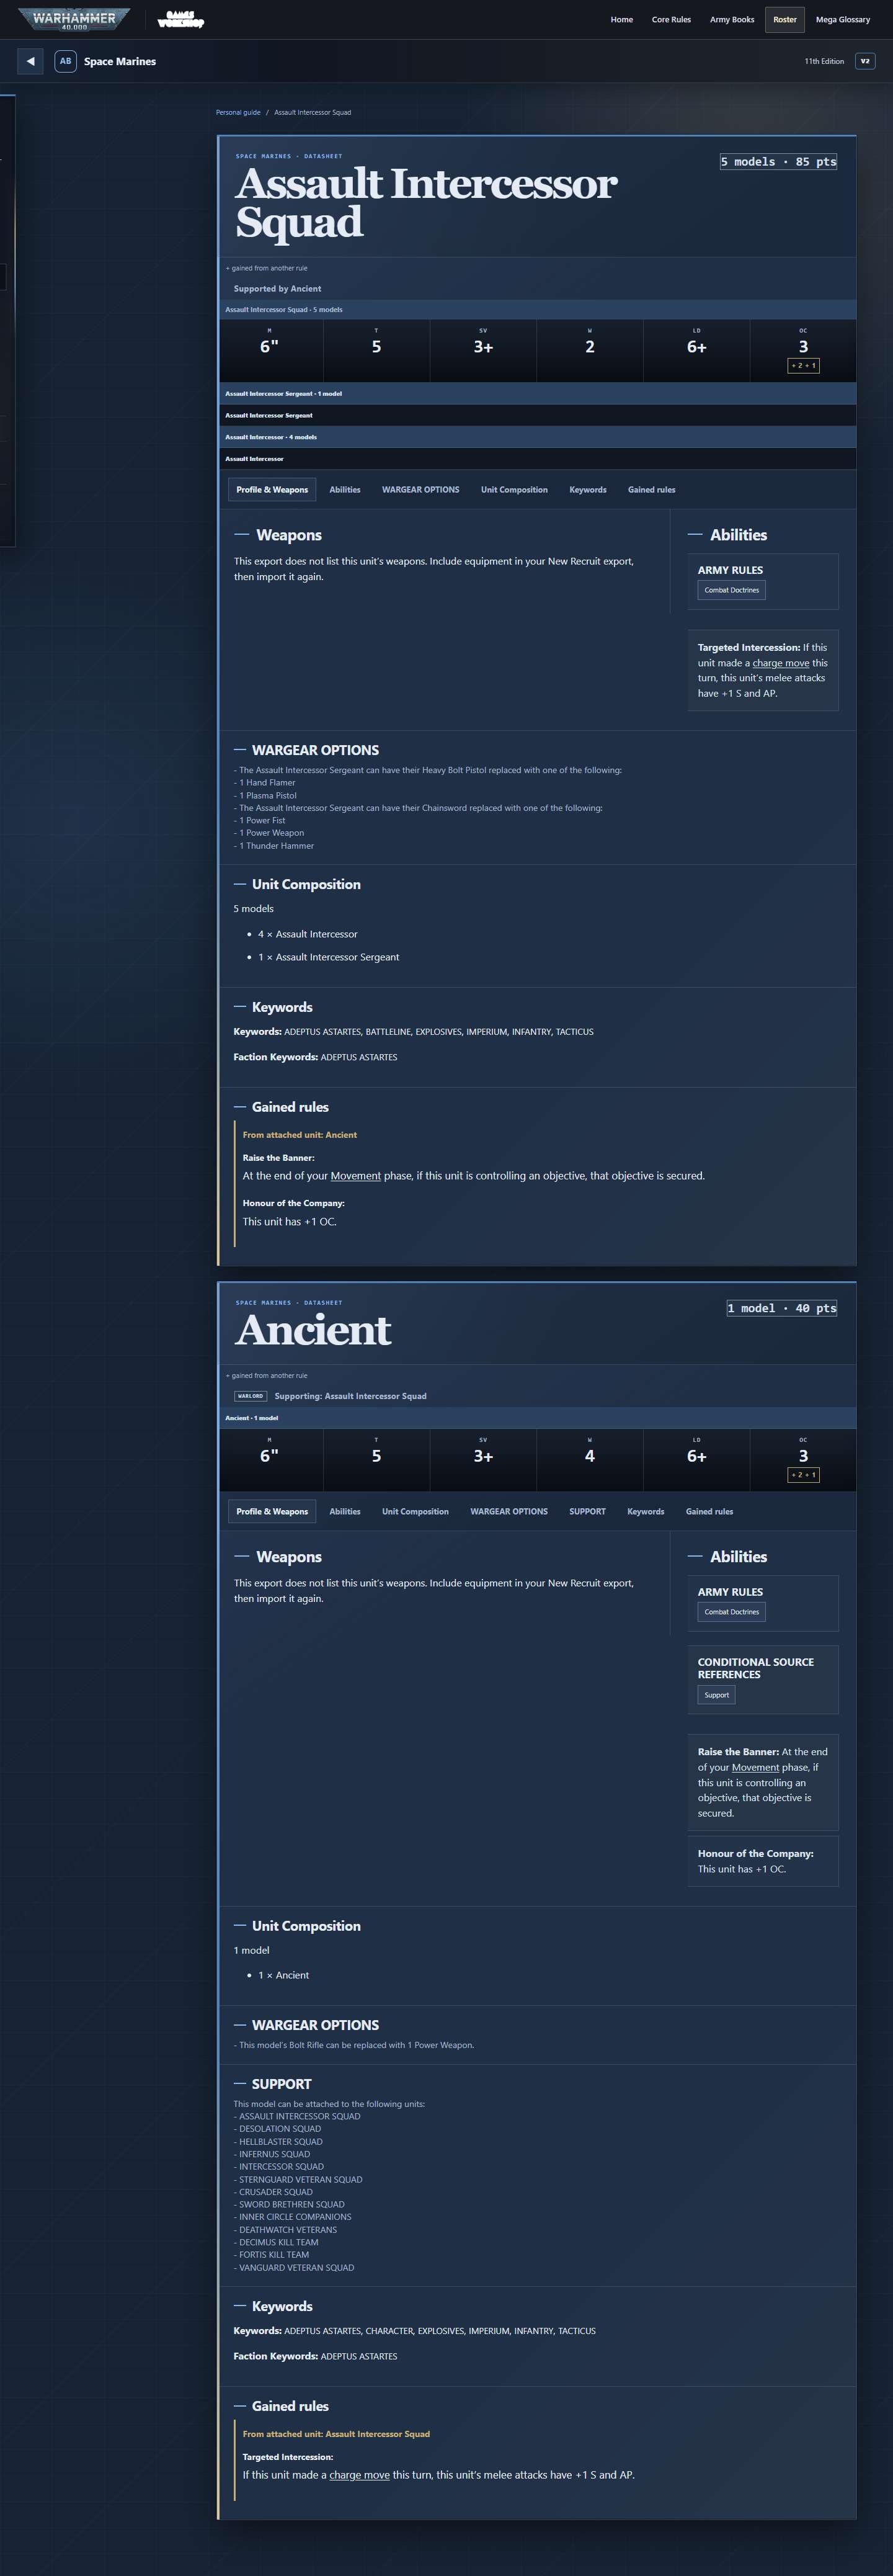 WARHAMMER
40,000
GAMES
WORKSHOP
Home
Core Rules
Army Books
Roster
Mega Glossary
◀
AB
Space Marines
11th Edition
V2
Personal guide / Assault Intercessor Squad
SPACE MARINES · DATASHEET
5 models · 85 pts
Assault Intercessor
Squad
+ gained from another rule
Supported by Ancient
Assault Intercessor Squad · 5 models
M
T
SV
W
LD
OC
6"
5
3+
2
6+
3
+ 2 + 1
Assault Intercessor Sergeant · 1 model
Assault Intercessor Sergeant
Assault Intercessor · 4 models
Assault Intercessor
Profile & Weapons
Abilities
WARGEAR OPTIONS
Unit Composition
Keywords
Gained rules
Weapons
This export does not list this unit's weapons. Include equipment in your New Recruit export,
then import it again.
Abilities
ARMY RULES
Combat Doctrines
Targeted Intercession: If this
unit made a charge move this
turn, this unit's melee attacks
have +1 S and AP.
WARGEAR OPTIONS
- The Assault Intercessor Sergeant can have their Heavy Bolt Pistol replaced with one of the following:
- 1 Hand Flamer
- 1 Plasma Pistol
- The Assault Intercessor Sergeant can have their Chainsword replaced with one of the following:
- 1 Power Fist
- 1 Power Weapon
- 1 Thunder Hammer
Unit Composition
5 models
• 4 × Assault Intercessor
• 1 × Assault Intercessor Sergeant
Keywords
Keywords: ADEPTUS ASTARTES, BATTLELINE, EXPLOSIVES, IMPERIUM, INFANTRY, TACTICUS
Faction Keywords: ADEPTUS ASTARTES
Gained rules
From attached unit: Ancient
Raise the Banner:
At the end of your Movement phase, if this unit is controlling an objective, that objective is secured.
Honour of the Company:
This unit has +1 OC.
SPACE MARINES · DATASHEET
1 model · 40 pts
Ancient
+ gained from another rule
WARLORD
Supporting: Assault Intercessor Squad
Ancient · 1 model
M
T
SV
W
LD
OC
6"
5
3+
4
6+
3
+ 2 + 1
Profile & Weapons
Abilities
Unit Composition
WARGEAR OPTIONS
SUPPORT
Keywords
Gained rules
Weapons
This export does not list this unit's weapons. Include equipment in your New Recruit export,
then import it again.
Abilities
ARMY RULES
Combat Doctrines
CONDITIONAL SOURCE
REFERENCES
Support
Raise the Banner: At the end
of your Movement phase, if
this unit is controlling an
objective, that objective is
secured.
Honour of the Company:
This unit has +1 OC.
Unit Composition
1 model
• 1 × Ancient
WARGEAR OPTIONS
- This model's Bolt Rifle can be replaced with 1 Power Weapon.
SUPPORT
This model can be attached to the following units:
- ASSAULT INTERCESSOR SQUAD
- DESOLATION SQUAD
- HELLBLASTER SQUAD
- INFERNUS SQUAD
- INTERCESSOR SQUAD
- STERNGUARD VETERAN SQUAD
- CRUSADER SQUAD
- SWORD BRETHREN SQUAD
- INNER CIRCLE COMPANIONS
- DEATHWATCH VETERANS
- DECIMUS KILL TEAM
- FORTIS KILL TEAM
- VANGUARD VETERAN SQUAD
Keywords
Keywords: ADEPTUS ASTARTES, CHARACTER, EXPLOSIVES, IMPERIUM, INFANTRY, TACTICUS
Faction Keywords: ADEPTUS ASTARTES
Gained rules
From attached unit: Assault Intercessor Squad
Targeted Intercession:
If this unit made a charge move this turn, this unit's melee attacks have +1 S and AP.